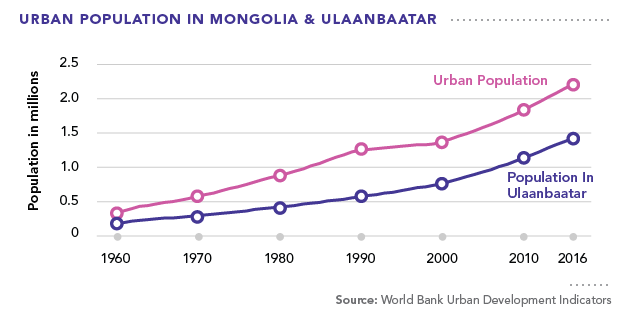 URBAN POPULATION IN MONGOLIA & ULAANBAATAR
Population in millions
2.5
2.0
1.5
1.0
0.5
0
Urban Population
Population In
Ulaanbaatar
1960 1970 1980 1990 2000 2010 2016
Source: World Bank Urban Development Indicators